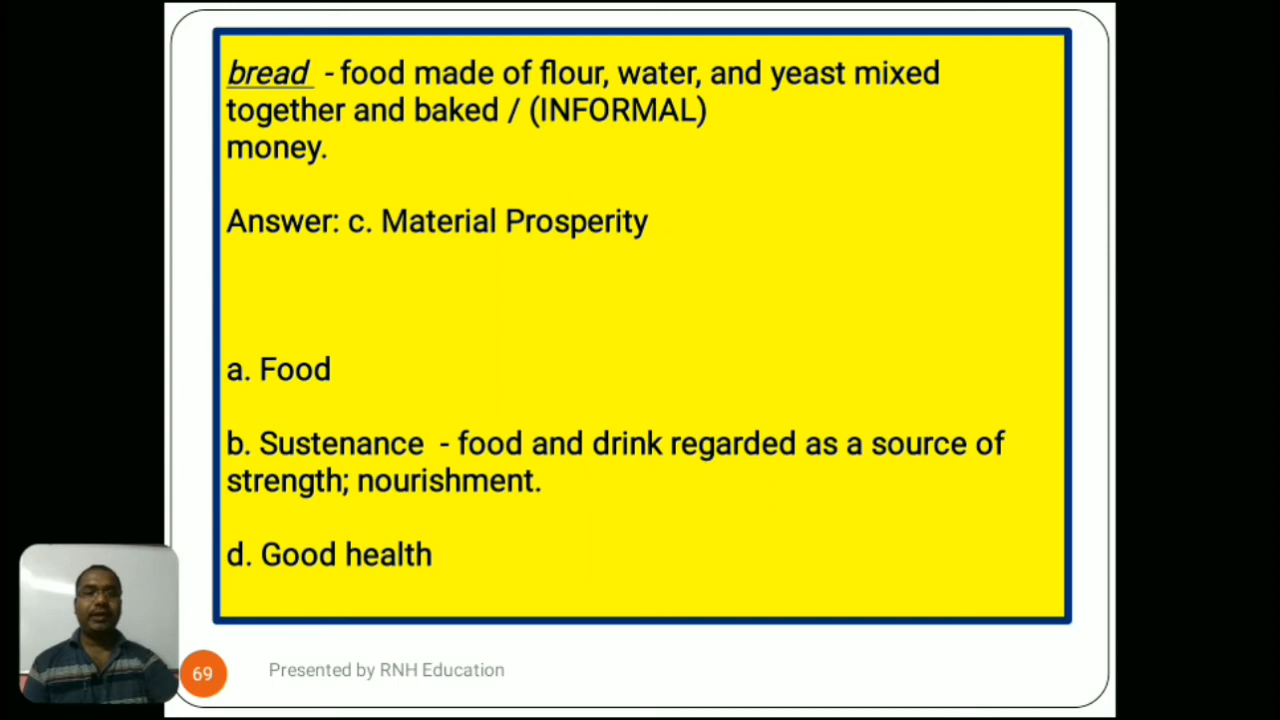 bread - food made of flour, water, and yeast mixed
together and baked / (INFORMAL)
money.
Answer: c. Material Prosperity
a. Food
b. Sustenance - food and drink regarded as a source of
strength; nourishment.
d. Good health
69
Presented by RNH Education